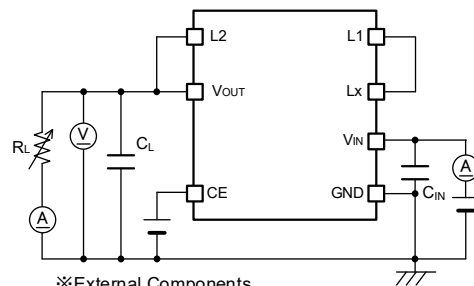 L2 L1
VOUT Lx
RL V CL VIN A
A CE GND CIN
※External Components